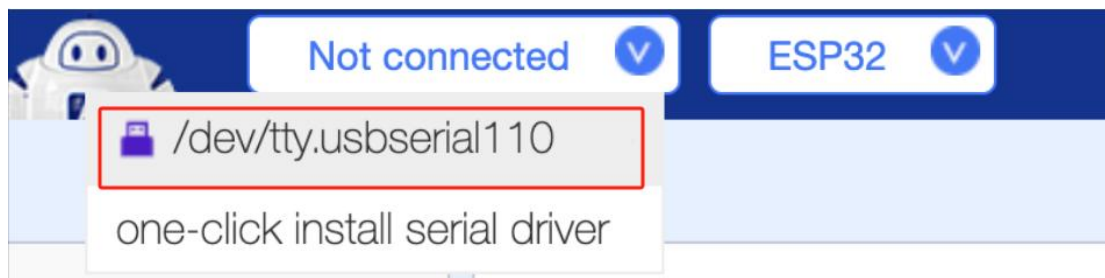 Not connected
ESP32
/dev/tty.usbserial110
one-click install serial driver